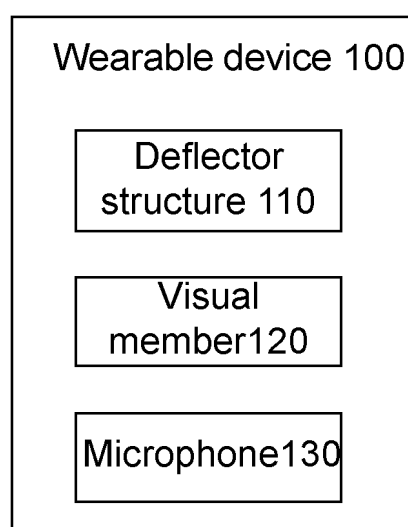 Wearable device 100
Deflector
structure 110
Visual
member120
Microphone130